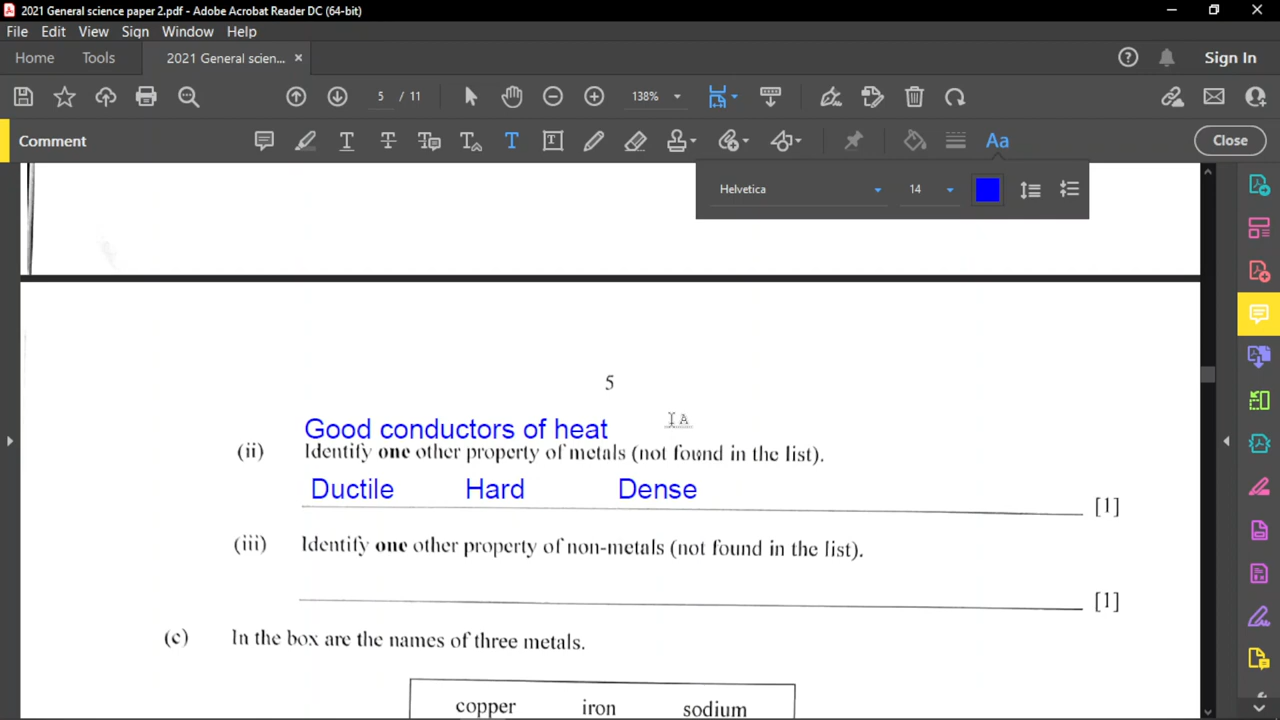 2021 General science paper 2.pdf - Adobe Acrobat Reader DC (64-bit)
File Edit View Sign Window Help
Home Tools 2021 General scien... ×
Sign In
5 / 11 138%
Comment
Close
Helvetica 14
5
Good conductors of heat
(ii) Identify one other property of metals (not found in the list).
Ductile Hard Dense
[1]
(iii) Identify one other property of non-metals (not found in the list).
[1]
(c) In the box are the names of three metals.
copper iron sodium